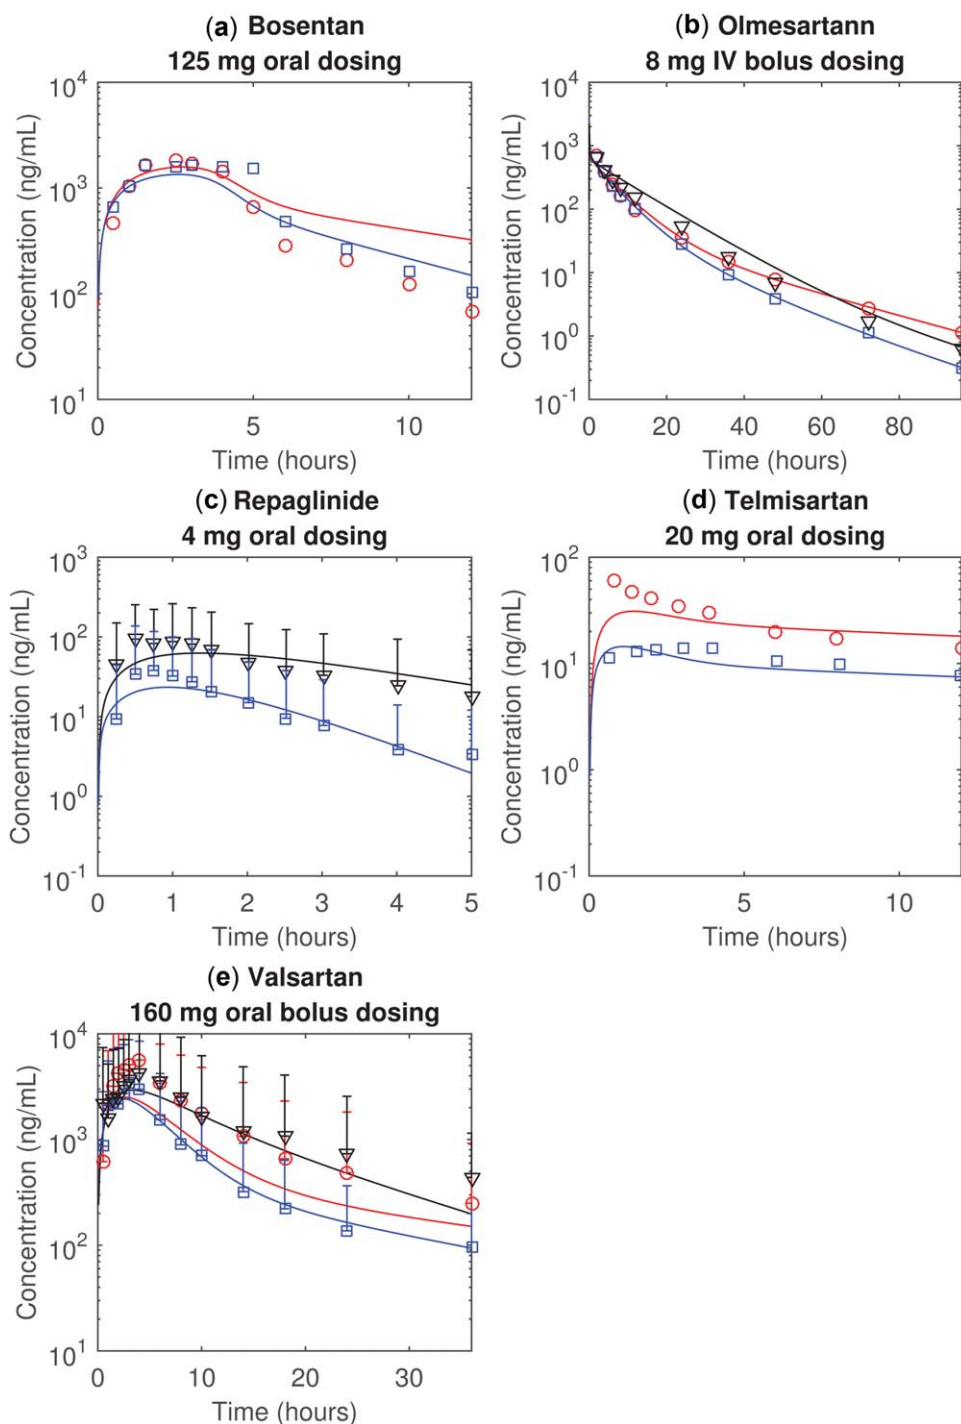 (a) Bosentan
125 mg oral dosing
Concentration (ng/mL)
10^4
10^3
10^2
10^1
0 5 10
Time (hours)
(b) Olmesartann
8 mg IV bolus dosing
Concentration (ng/mL)
10^4
10^3
10^2
10^1
10^0
10^-1
0 20 40 60 80
Time (hours)
(c) Repaglinide
4 mg oral dosing
Concentration (ng/mL)
10^3
10^2
10^1
10^0
10^-1
0 1 2 3 4 5
Time (hours)
(d) Telmisartan
20 mg oral dosing
Concentration (ng/mL)
10^2
10^1
10^0
10^-1
0 5 10
Time (hours)
(e) Valsartan
160 mg oral bolus dosing
Concentration (ng/mL)
10^4
10^3
10^2
10^1
0 10 20 30
Time (hours)